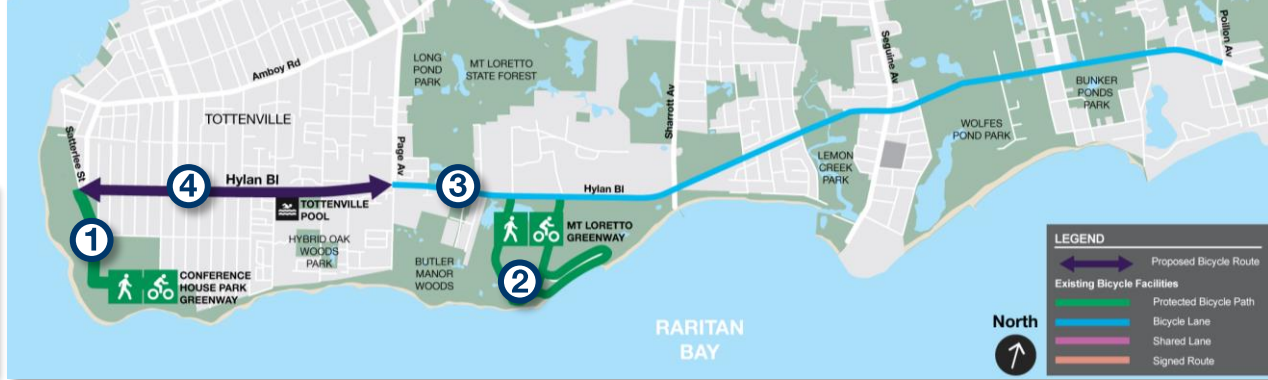 Poillon Av
Seguine Av
LONG
POND
PARK
MT LORETTO
STATE FOREST
Amboy Rd
BUNKER
PONDS
PARK
Sharrott Av
TOTTENVILLE
WOLFES
POND PARK
Satterlee St
Page Av
LEMON
CREEK
PARK
4
Hylan Bl
3
Hylan Bl
TOTTENVILLE
POOL
1
MT LORETTO
GREENWAY
HYBRID OAK
WOODS
PARK
BUTLER
MANOR
WOODS
2
CONFERENCE
HOUSE PARK
GREENWAY
RARITAN
BAY
North
LEGEND
Proposed Bicycle Route
Existing Bicycle Facilities
Protected Bicycle Path
Bicycle Lane
Shared Lane
Signed Route